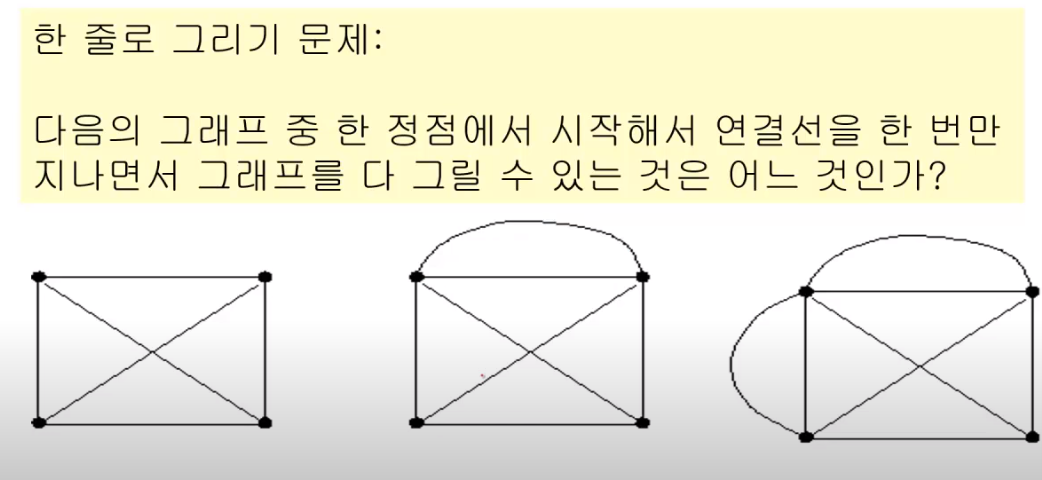 한 줄로 그리기 문제:
다음의 그래프 중 한 정점에서 시작해서 연결선을 한 번만
지나면서 그래프를 다 그릴 수 있는 것은 어느 것인가?